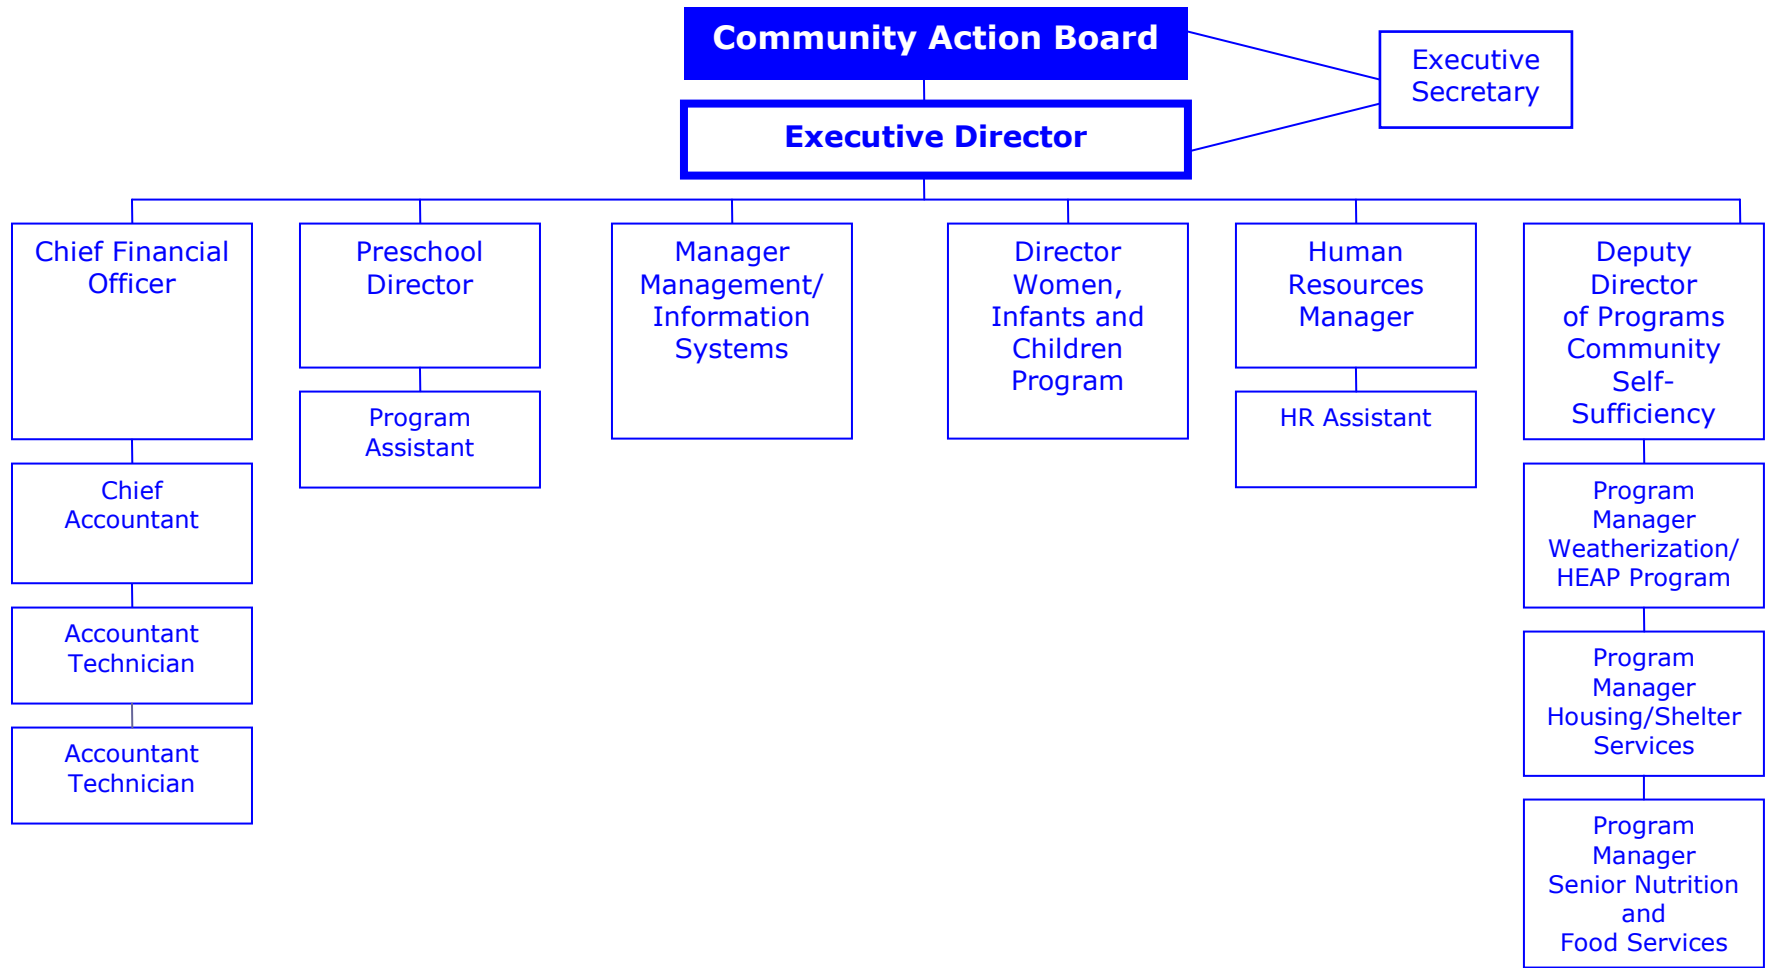 Community Action Board
Executive
Secretary
Executive Director
Chief Financial
Officer
Preschool
Director
Manager
Management/
Information
Systems
Director
Women,
Infants and
Children
Program
Human
Resources
Manager
Deputy
Director
of Programs
Community
Self-
Sufficiency
Program
Assistant
HR Assistant
Chief
Accountant
Accountant
Technician
Accountant
Technician
Program
Manager
Weatherization/
HEAP Program
Program
Manager
Housing/Shelter
Services
Program
Manager
Senior Nutrition
and
Food Services